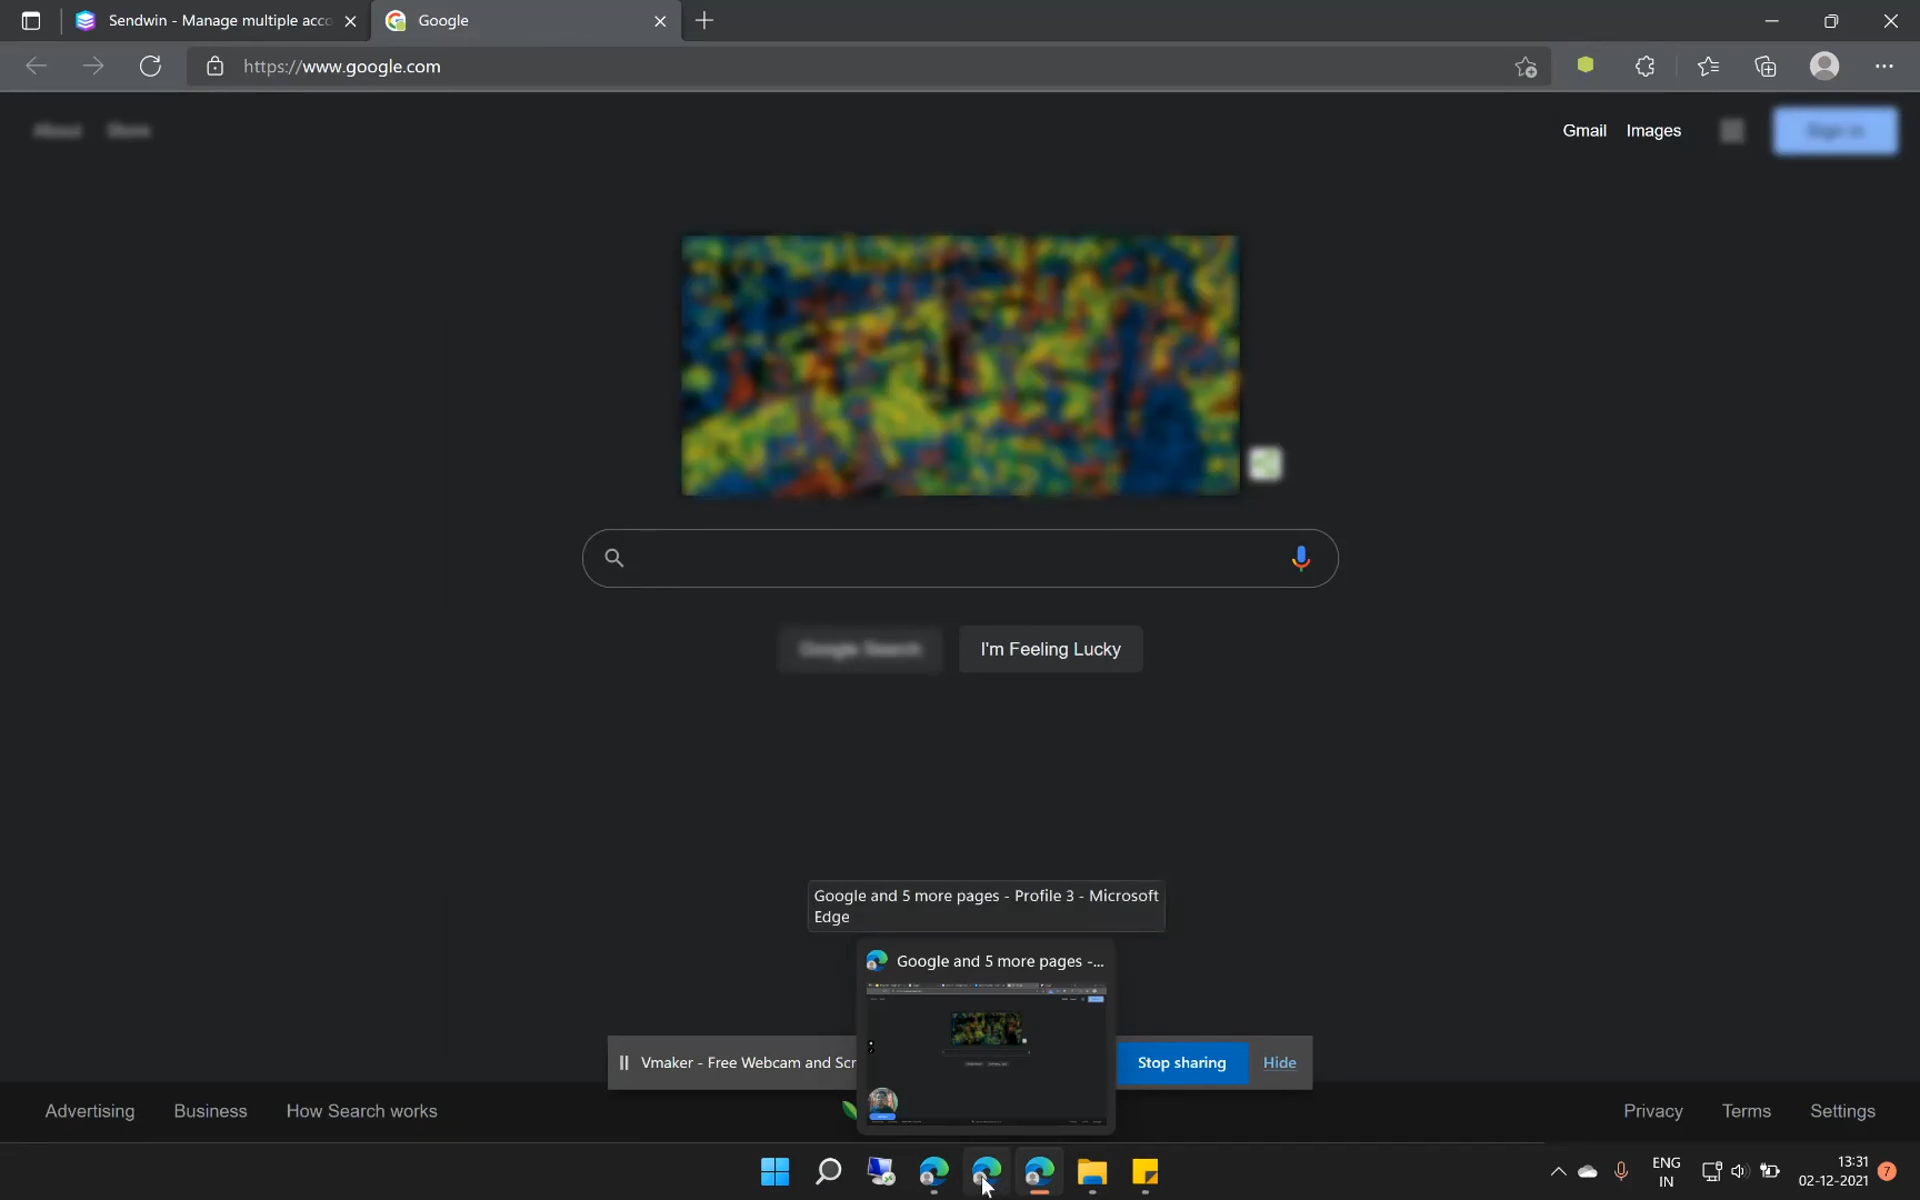 Sendwin - Manage multiple acco
Google
https://www.google.com
Gmail Images
I'm Feeling Lucky
Google and 5 more pages - Profile 3 - Microsoft
Edge
Google and 5 more pages -...
Vmaker - Free Webcam and Scr
Stop sharing
Hide
Advertising Business How Search works
Privacy Terms Settings
ENG
IN
13:31
02-12-2021
7